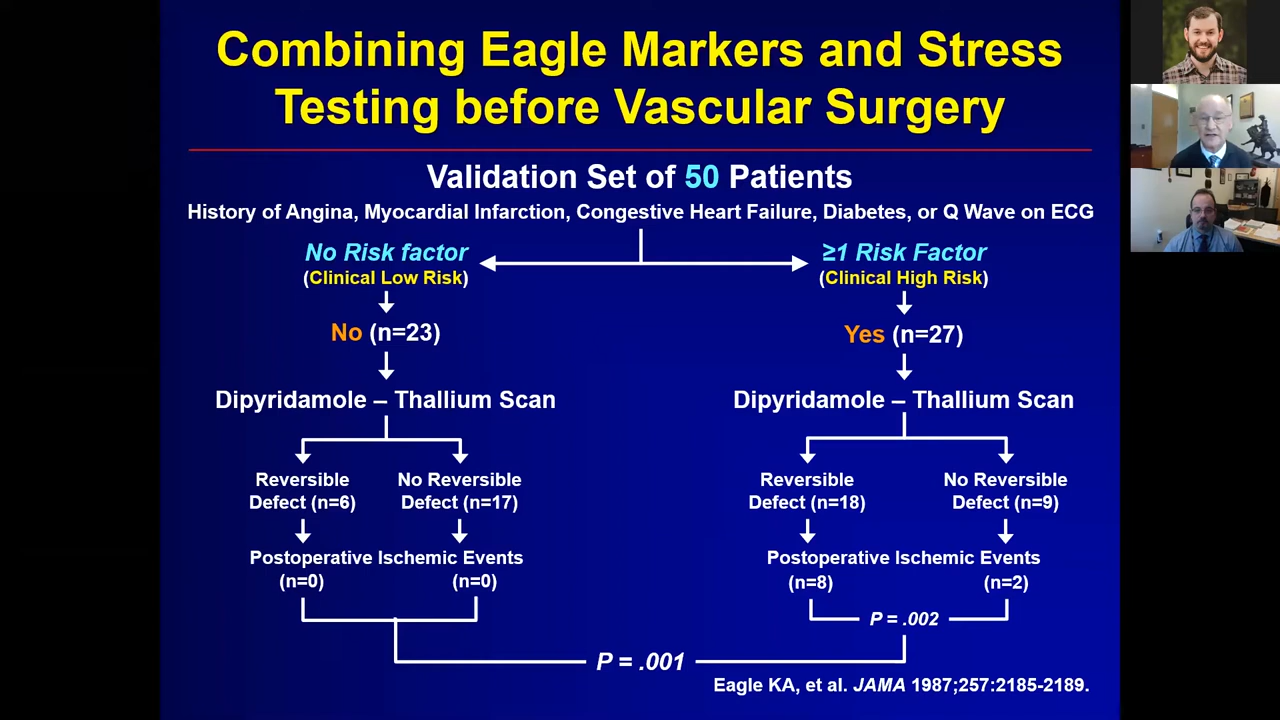 Combining Eagle Markers and Stress
Testing before Vascular Surgery
Validation Set of 50 Patients
History of Angina, Myocardial Infarction, Congestive Heart Failure, Diabetes, or Q Wave on ECG
No Risk factor
(Clinical Low Risk)
≥1 Risk Factor
(Clinical High Risk)
No (n=23)
Yes (n=27)
Dipyridamole – Thallium Scan
Dipyridamole – Thallium Scan
Reversible
Defect (n=6)
No Reversible
Defect (n=17)
Reversible
Defect (n=18)
No Reversible
Defect (n=9)
Postoperative Ischemic Events
(n=0) (n=0)
Postoperative Ischemic Events
(n=8) (n=2)
P = .002
P = .001
Eagle KA, et al. JAMA 1987;257:2185-2189.